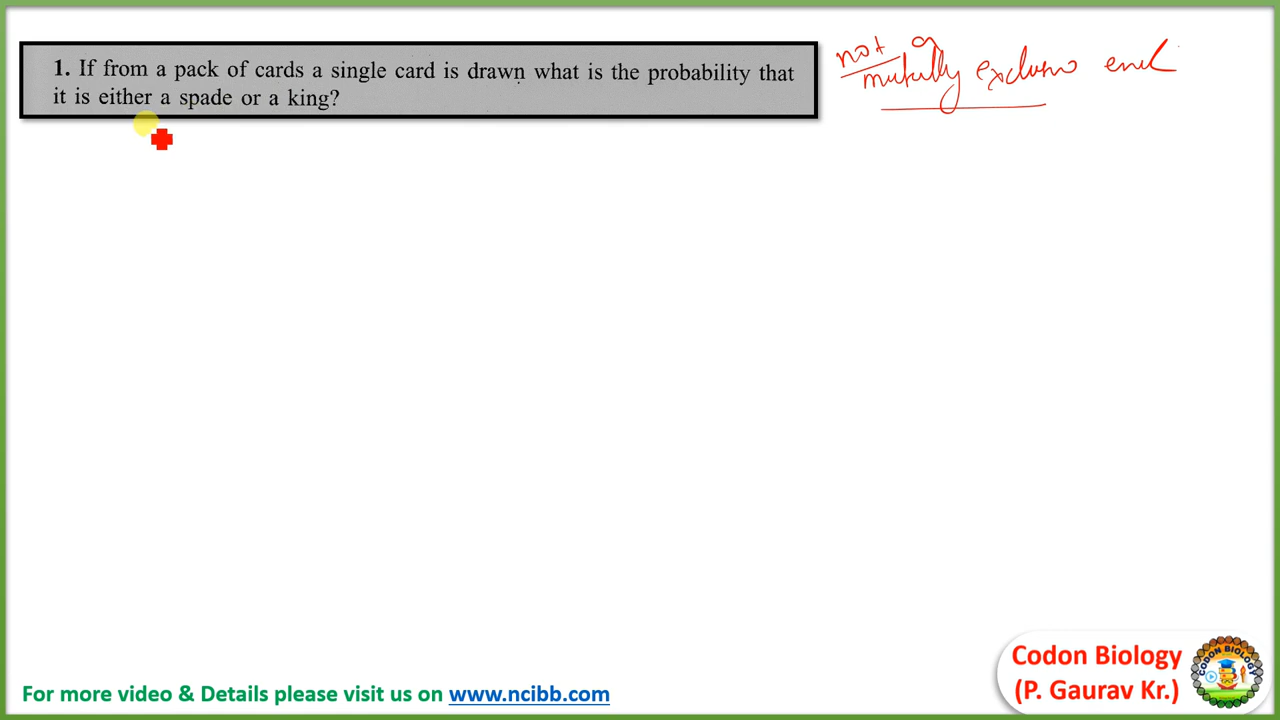 1. If from a pack of cards a single card is drawn what is the probability that
it is either a spade or a king?
not a
mutually exclusive
For more video & Details please visit us on www.ncibb.com
Codon Biology
(P. Gaurav Kr.)
CODON BIOLOGY